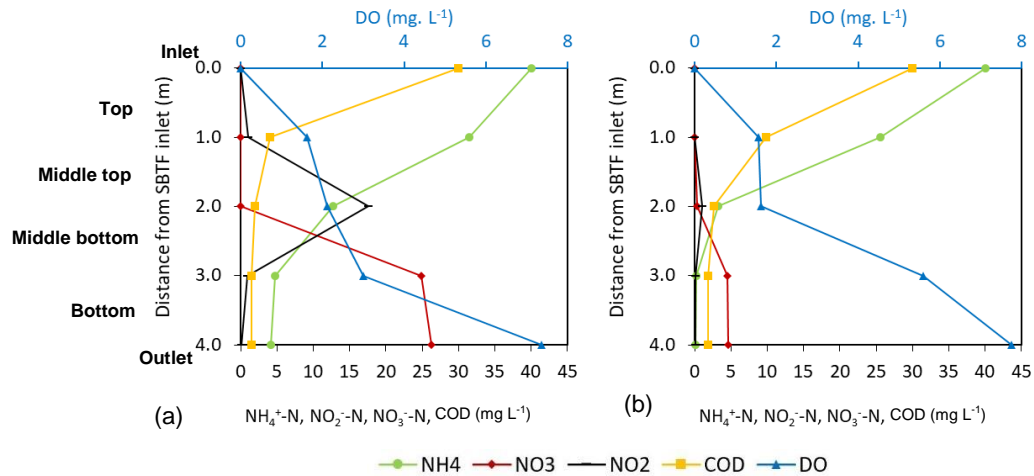 DO (mg. L⁻¹)
DO (mg. L⁻¹)
0 2 4 6 8
0 2 4 6 8
Inlet
Top
Middle top
Middle bottom
Bottom
Outlet
Distance from SBTF inlet (m)
0.0
1.0
2.0
3.0
4.0
Distance from SBTF inlet (m)
0.0
1.0
2.0
3.0
4.0
0 5 10 15 20 25 30 35 40 45
0 5 10 15 20 25 30 35 40 45
(a)
NH₄⁺-N, NO₂⁻-N, NO₃⁻-N, COD (mg L⁻¹)
(b)
NH₄⁺-N, NO₂⁻-N, NO₃⁻-N, COD (mg L⁻¹)
NH4 NO3 NO2 COD DO